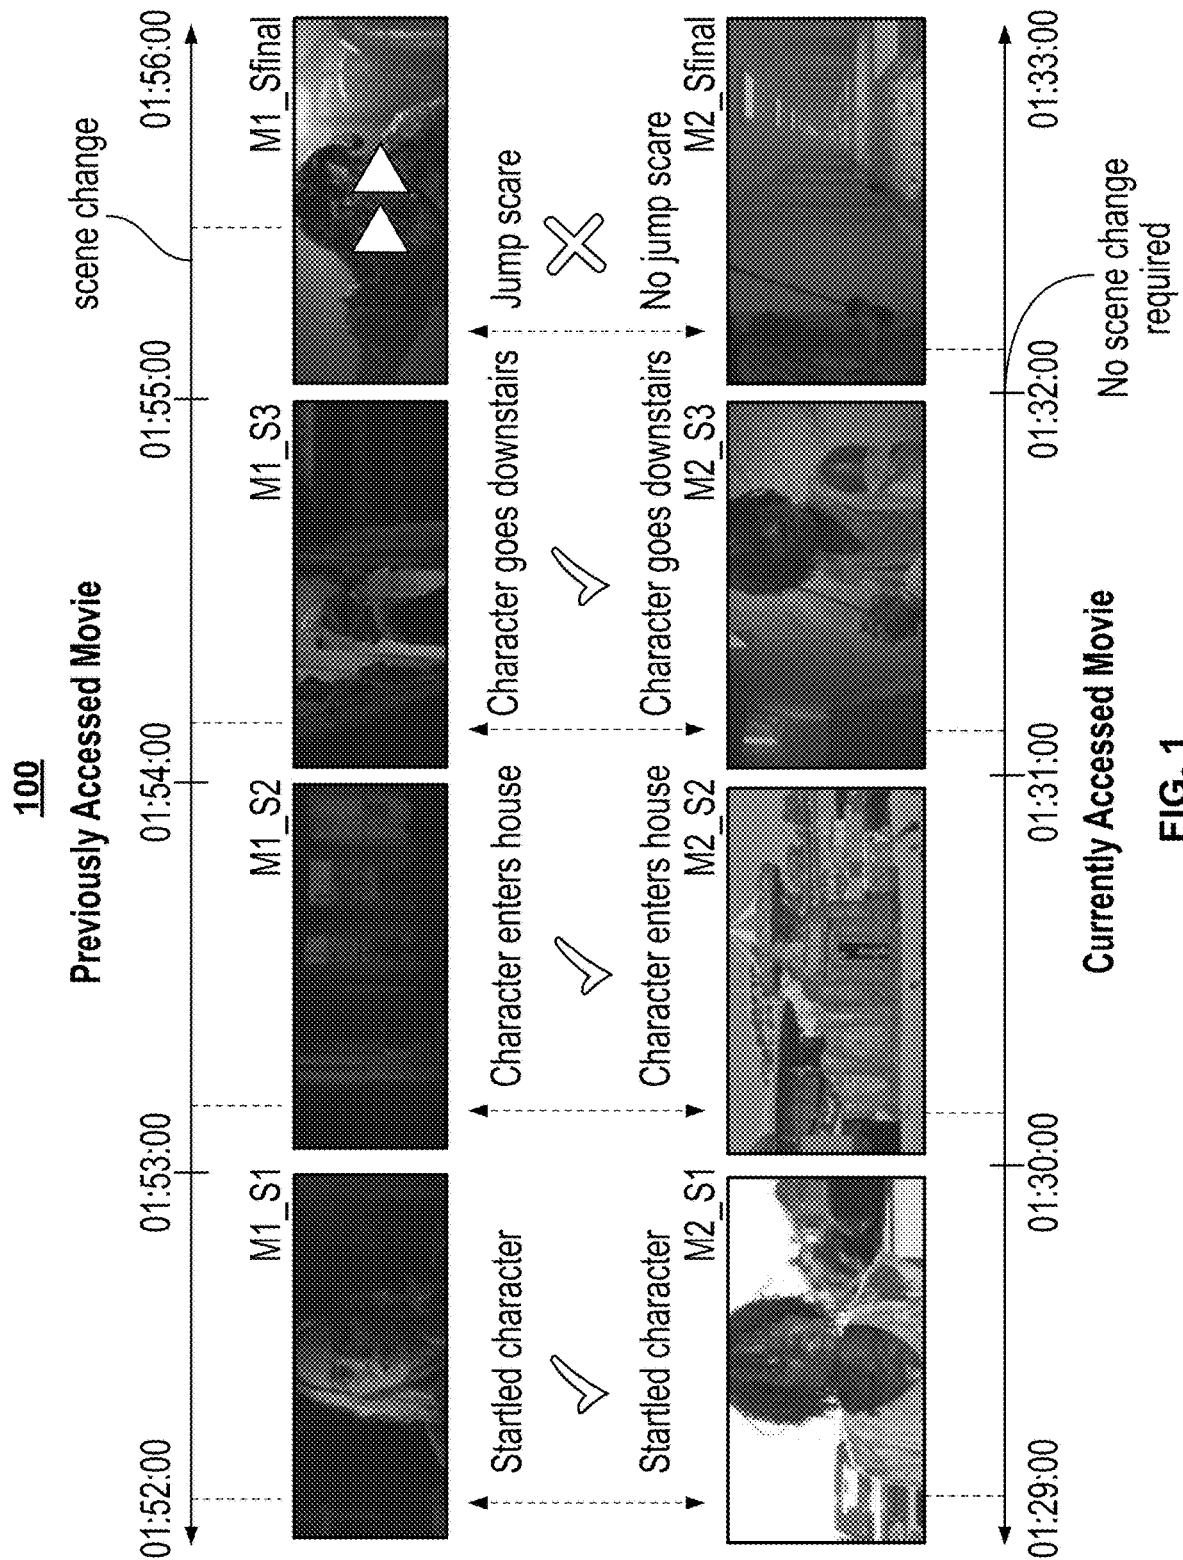 100
Previously Accessed Movie
scene change
01:52:00 01:53:00 01:54:00 01:55:00 01:56:00
M1_S1 M1_S2 M1_S3 M1_Sfinal
Startled character Character enters house Character goes downstairs Jump scare
Startled character Character enters house Character goes downstairs No jump scare
M2_S1 M2_S2 M2_S3 M2_Sfinal
01:29:00 01:30:00 01:31:00 01:32:00 01:33:00
No scene change
required
Currently Accessed Movie
FIG. 1